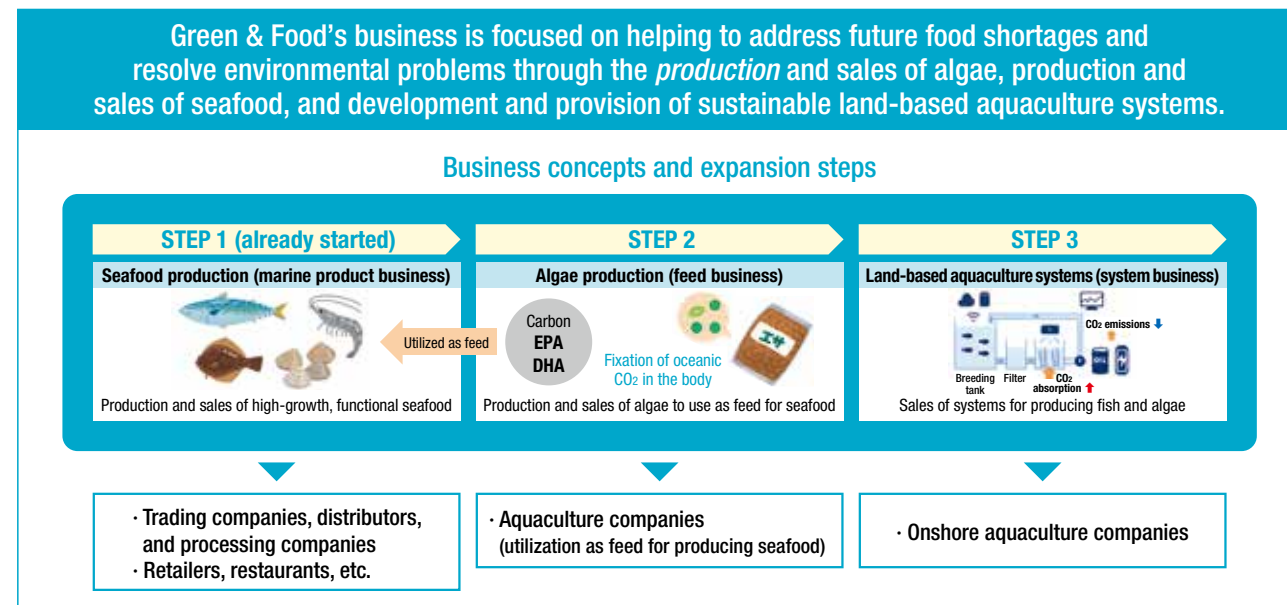 Green & Food's business is focused on helping to address future food shortages and
resolve environmental problems through the production and sales of algae, production and
sales of seafood, and development and provision of sustainable land-based aquaculture systems.
Business concepts and expansion steps
STEP 1 (already started)
Seafood production (marine product business)
Utilized as feed
Production and sales of high-growth, functional seafood
STEP 2
Algae production (feed business)
Carbon
EPA
DHA
エサ
Fixation of oceanic
CO2 in the body
Production and sales of algae to use as feed for seafood
STEP 3
Land-based aquaculture systems (system business)
CO2 emissions
Breeding
tank
Filter
CO2
absorption
Sales of systems for producing fish and algae
· Trading companies, distributors,
and processing companies
· Retailers, restaurants, etc.
· Aquaculture companies
(utilization as feed for producing seafood)
· Onshore aquaculture companies